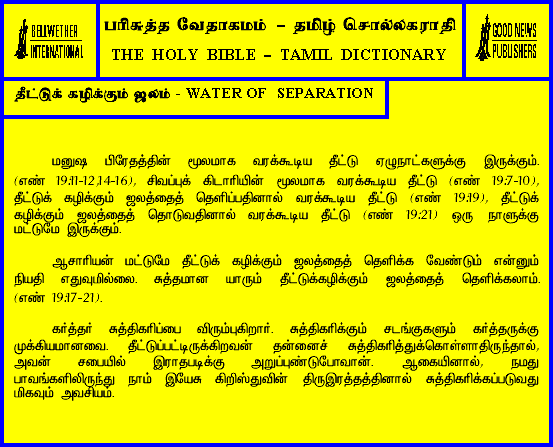 BELLWETHER
INTERNATIONAL
பரிசுத்த வேதாகமம் – தமிழ் சொல்லகராதி
THE HOLY BIBLE – TAMIL DICTIONARY
GOOD NEWS
PUBLISHERS
தீட்டுக் கழிக்கும் ஜலம் - WATER OF SEPARATION
மனுஷ பிரேதத்தின் மூலமாக வரக்கூடிய தீட்டு ஏழுநாட்களுக்கு இருக்கும்.
(எண் 19:11-12,14-16), சிவப்புக் கிடாரியின் மூலமாக வரக்கூடிய தீட்டு (எண் 19:7-10),
தீட்டுக் கழிக்கும் ஜலத்தைத் தெளிப்பதினால் வரக்கூடிய தீட்டு (எண் 19:19), தீட்டுக்
கழிக்கும் ஜலத்தைத் தொடுவதினால் வரக்கூடிய தீட்டு (எண் 19:21) ஒரு நாளுக்கு
மட்டுமே இருக்கும்.
ஆசாரியன் மட்டுமே தீட்டுக் கழிக்கும் ஜலத்தைத் தெளிக்க வேண்டும் என்னும்
நியதி எதுவுமில்லை. சுத்தமான யாரும் தீட்டுக்கழிக்கும் ஜலத்தைத் தெளிக்கலாம்.
(எண் 19:17-21).
கர்த்தர் சுத்திகரிப்பை விரும்புகிறார். சுத்திகரிக்கும் சடங்குகளும் கர்த்தருக்கு
முக்கியமானவை. தீட்டுப்பட்டிருக்கிறவன் தன்னைச் சுத்திகரித்துக்கொள்ளாதிருந்தால்,
அவன் சபையில் இராதபடிக்கு அறுப்புண்டுபோவான். ஆகையினால், நமது
பாவங்களிலிருந்து நாம் இயேசு கிறிஸ்துவின் திருஇரத்தத்தினால் சுத்திகரிக்கப்படுவது
மிகவும் அவசியம்.